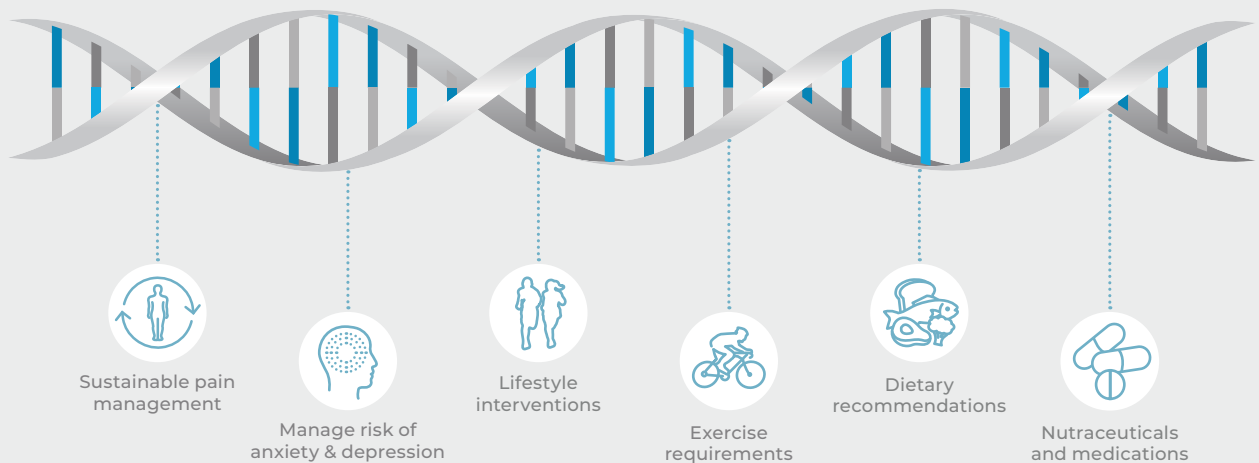 Sustainable pain
management
Manage risk of
anxiety & depression
Lifestyle
interventions
Exercise
requirements
Dietary
recommendations
Nutraceuticals
and medications